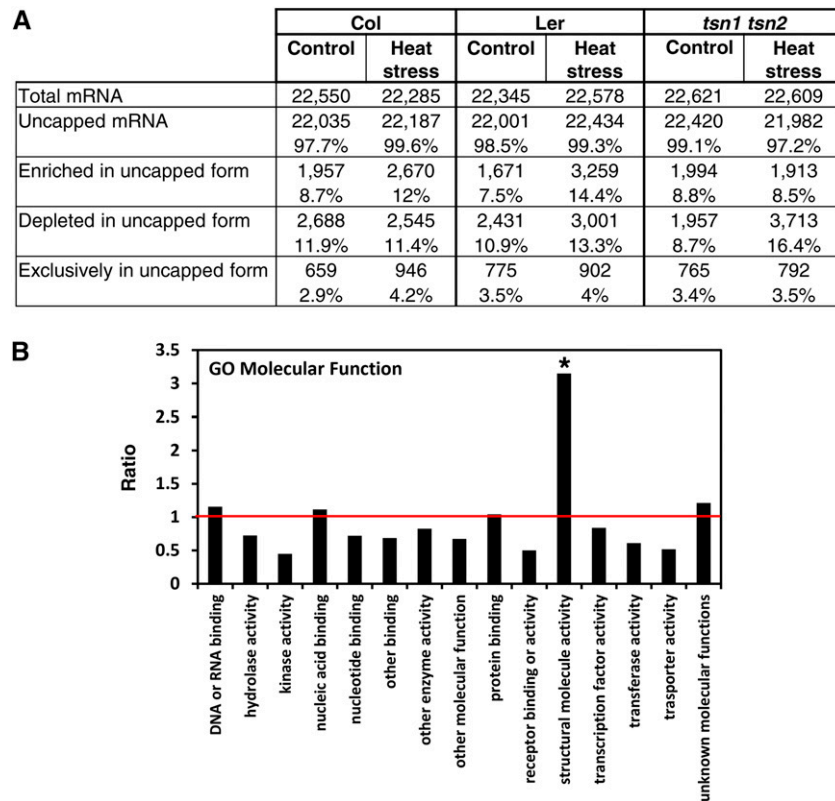 A
Col Ler tsn1 tsn2
Control Heat stress Control Heat stress Control Heat stress
Total mRNA 22,550 22,285 22,345 22,578 22,621 22,609
Uncapped mRNA 22,035 22,187 22,001 22,434 22,420 21,982
97.7% 99.6% 98.5% 99.3% 99.1% 97.2%
Enriched in uncapped form 1,957 2,670 1,671 3,259 1,994 1,913
8.7% 12% 7.5% 14.4% 8.8% 8.5%
Depleted in uncapped form 2,688 2,545 2,431 3,001 1,957 3,713
11.9% 11.4% 10.9% 13.3% 8.7% 16.4%
Exclusively in uncapped form 659 946 775 902 765 792
2.9% 4.2% 3.5% 4% 3.4% 3.5%
B
GO Molecular Function
*
Ratio
3.5
3
2.5
2
1.5
1
0.5
0
DNA or RNA binding
hydrolase activity
kinase activity
nucleic acid binding
nucleotide binding
other binding
other enzyme activity
other molecular function
protein binding
receptor binding or activity
structural molecule activity
transcription factor activity
transferase activity
trasporter activity
unknown molecular functions